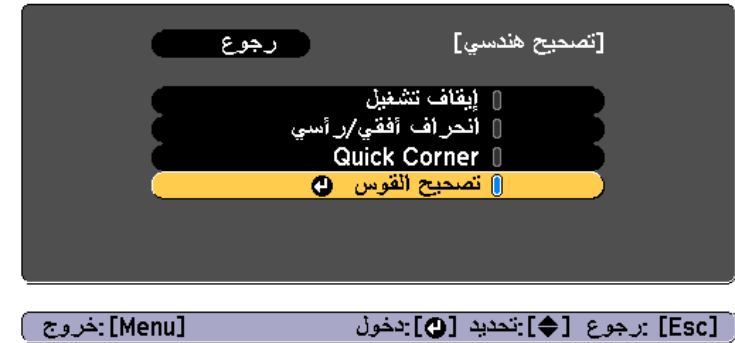 [تصحيح هندسي] رجوع
إيقاف تشغيل
انحراف أفقي/رأسي
Quick Corner
تصحيح القوس
[Esc] :رجوع [◆]:تحديد [↵]:دخول [Menu]:خروج